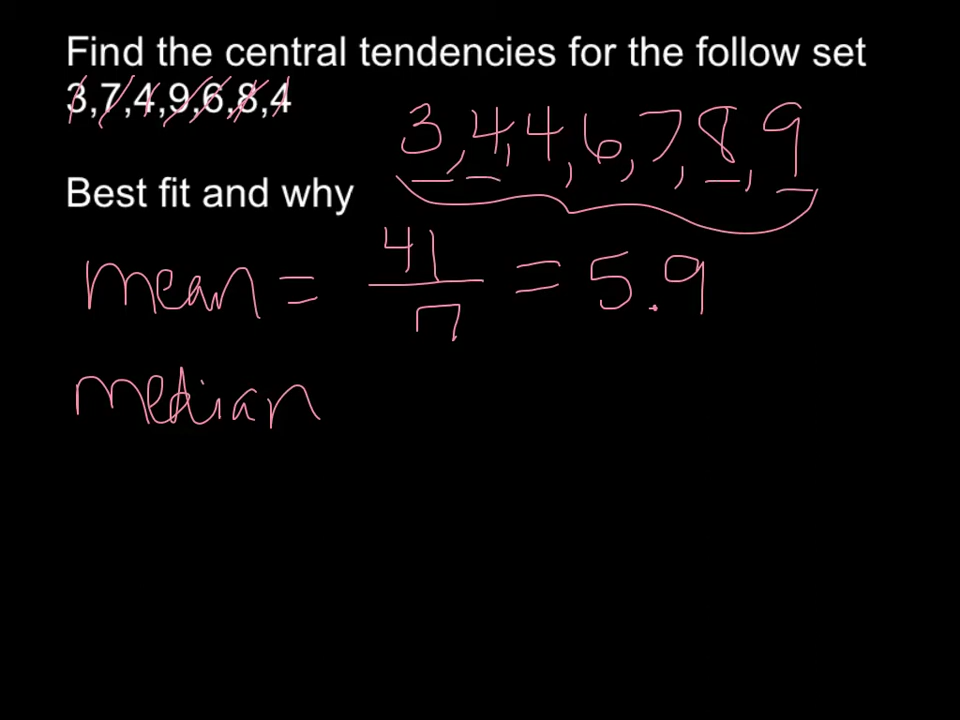 Find the central tendencies for the follow set
3,7,4,9,6,8,4
3,4,4,6,7,8,9
Best fit and why
mean = 41/7 = 5.9
median